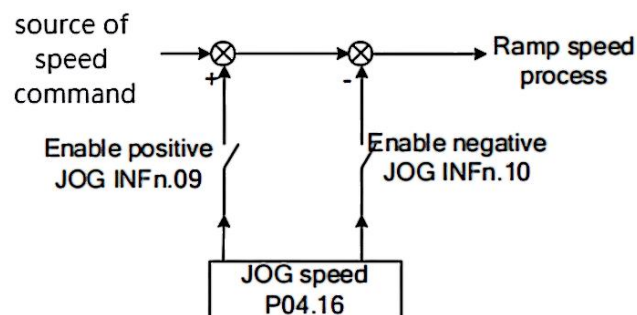 source of
speed
command
+
-
Ramp speed
process
Enable positive
JOG INFn.09
Enable negative
JOG INFn.10
JOG speed
P04.16